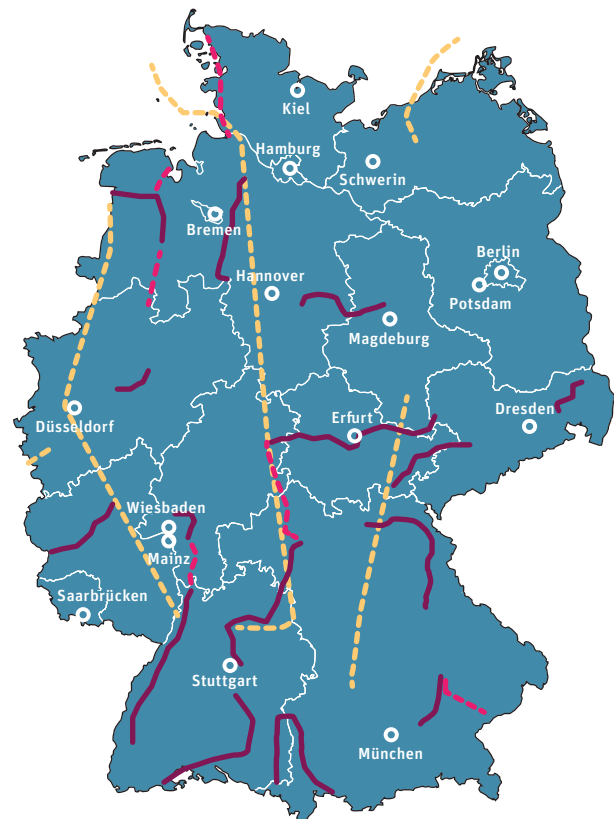 Kiel
Hamburg
Schwerin
Bremen
Berlin
Hannover
Potsdam
Magdeburg
Düsseldorf
Erfurt
Dresden
Wiesbaden
Mainz
Saarbrücken
Stuttgart
München